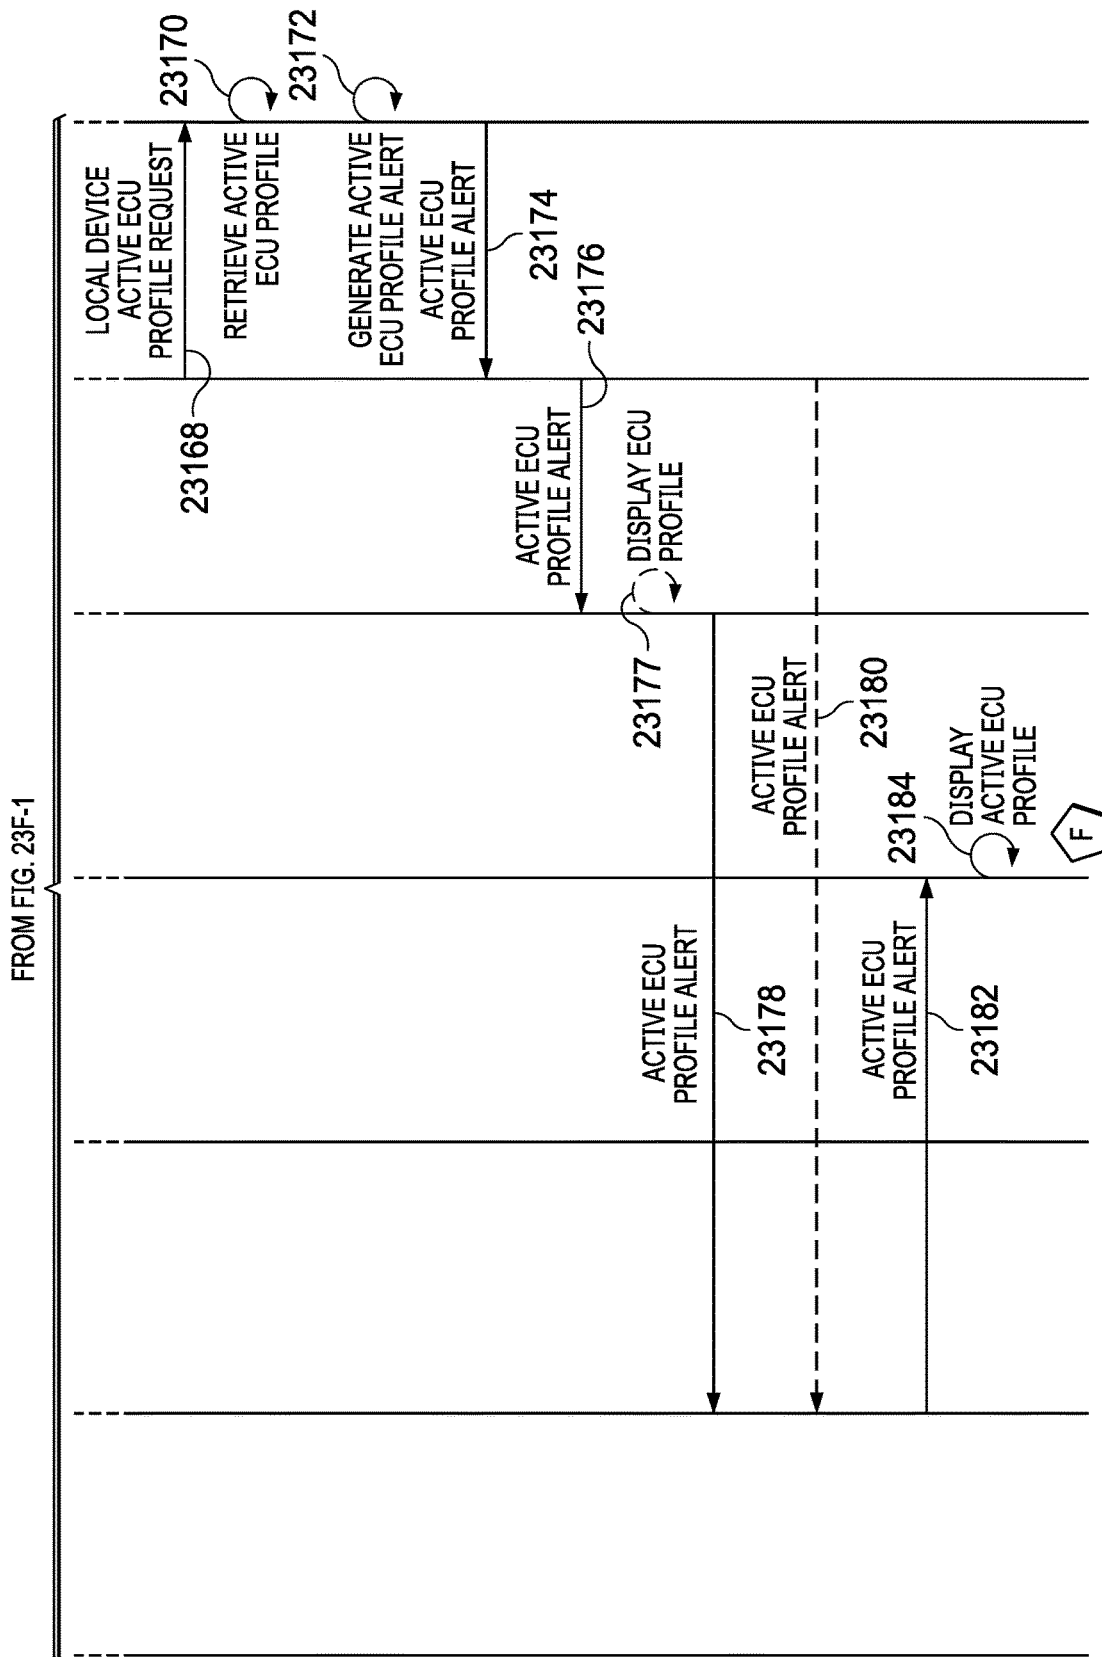 FROM FIG. 23F-1
LOCAL DEVICE
ACTIVE ECU
PROFILE REQUEST
23168
23170
RETRIEVE ACTIVE
ECU PROFILE
23172
GENERATE ACTIVE
ECU PROFILE ALERT
ACTIVE ECU
PROFILE ALERT
23174
ACTIVE ECU
PROFILE ALERT
23176
DISPLAY ECU
PROFILE
23177
ACTIVE ECU
PROFILE ALERT
23178
ACTIVE ECU
PROFILE ALERT
23180
ACTIVE ECU
PROFILE ALERT
23182
23184
DISPLAY
ACTIVE ECU
PROFILE
F